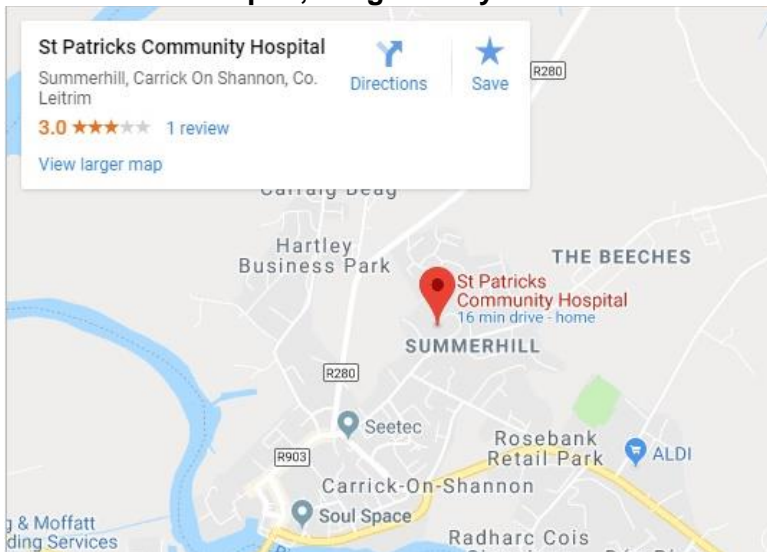 St Patricks Community Hospital
Summerhill, Carrick On Shannon, Co.
Leitrim
3.0
1 review
View larger map
Directions
Save
R280
Hartley
Business Park
THE BEECHES
St Patricks
Community Hospital
16 min drive - home
SUMMERHILL
R280
Seetec
R903
Rosebank
Retail Park
ALDI
Carrick-On-Shannon
Soul Space
g & Moffatt
ding Services
Radharc Cois